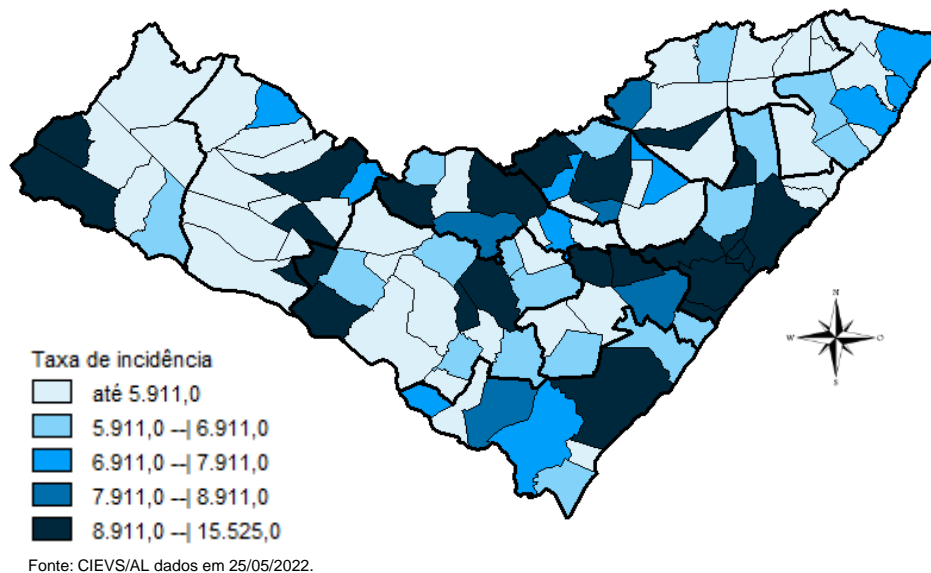 N
W
O
S
Taxa de incidência
até 5.911,0
5.911,0 --| 6.911,0
6.911,0 --| 7.911,0
7.911,0 --| 8.911,0
8.911,0 --| 15.525,0
Fonte: CIEVS/AL dados em 25/05/2022.